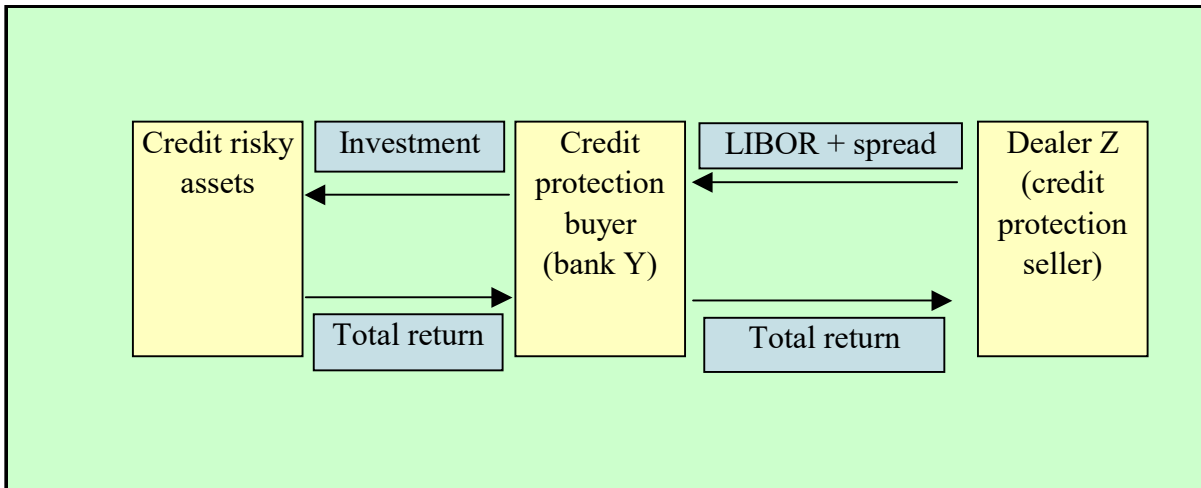 Credit risky
assets
Investment
Total return
Credit
protection
buyer
(bank Y)
LIBOR + spread
Total return
Dealer Z
(credit
protection
seller)